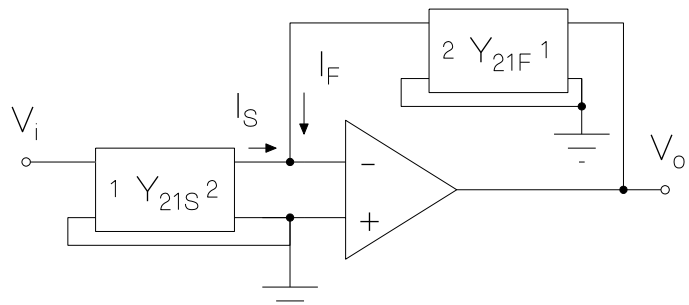 2 Y21F 1
IF
IS
Vi
Vo
1 Y21S 2
−
+